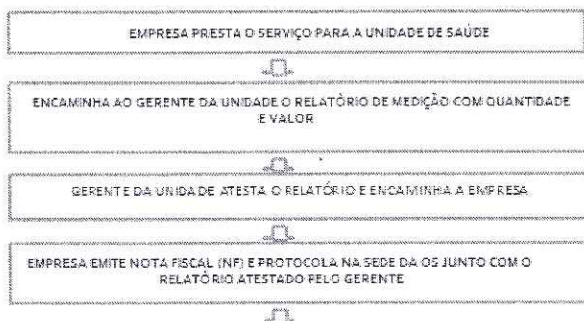 EMPRESA PRESTA O SERVIÇO PARA A UNIDADE DE SAÚDE
ENCAMINHA AO GERENTE DA UNIDADE O RELATÓRIO DE MEDIÇÃO COM QUANTIDADE
E VALOR
GERENTE DA UNIDADE ATESTA O RELATÓRIO E ENCAMINHA A EMPRESA
EMPRESA EMITE NOTA FISCAL (NF) E PROTOCOLA NA SEDE DA OS JUNTO COM O
RELATÓRIO ATESTADO PELO GERENTE